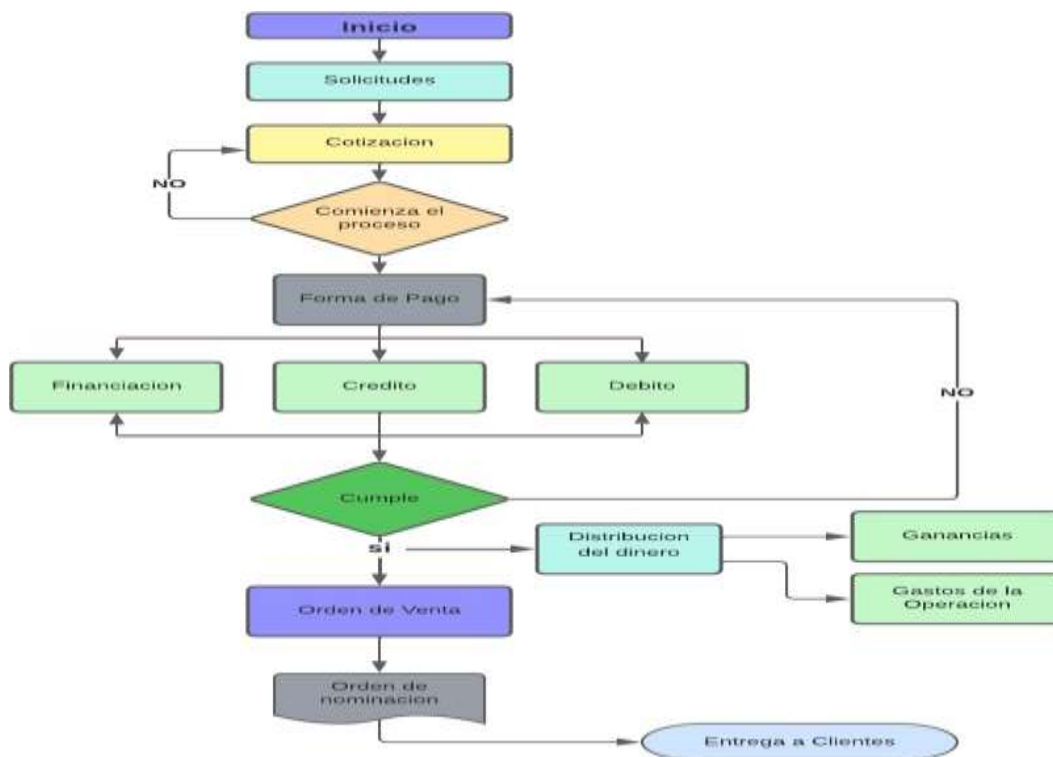 Inicio
Solicitudes
Cotizacion
NO
Comienza el
proceso
Forma de Pago
Financiacion
Credito
Debito
NO
Cumple
si
Distribucion
del dinero
Ganancias
Gastos de la
Operacion
Orden de Venta
Orden de
nominacion
Entrega a Clientes